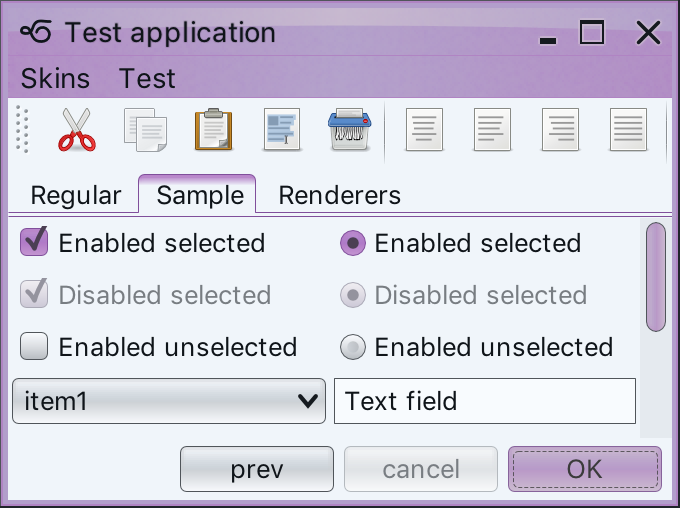 Test application
Skins Test
Regular Sample Renderers
Enabled selected Enabled selected
Disabled selected Disabled selected
Enabled unselected Enabled unselected
item1 Text field
prev cancel OK